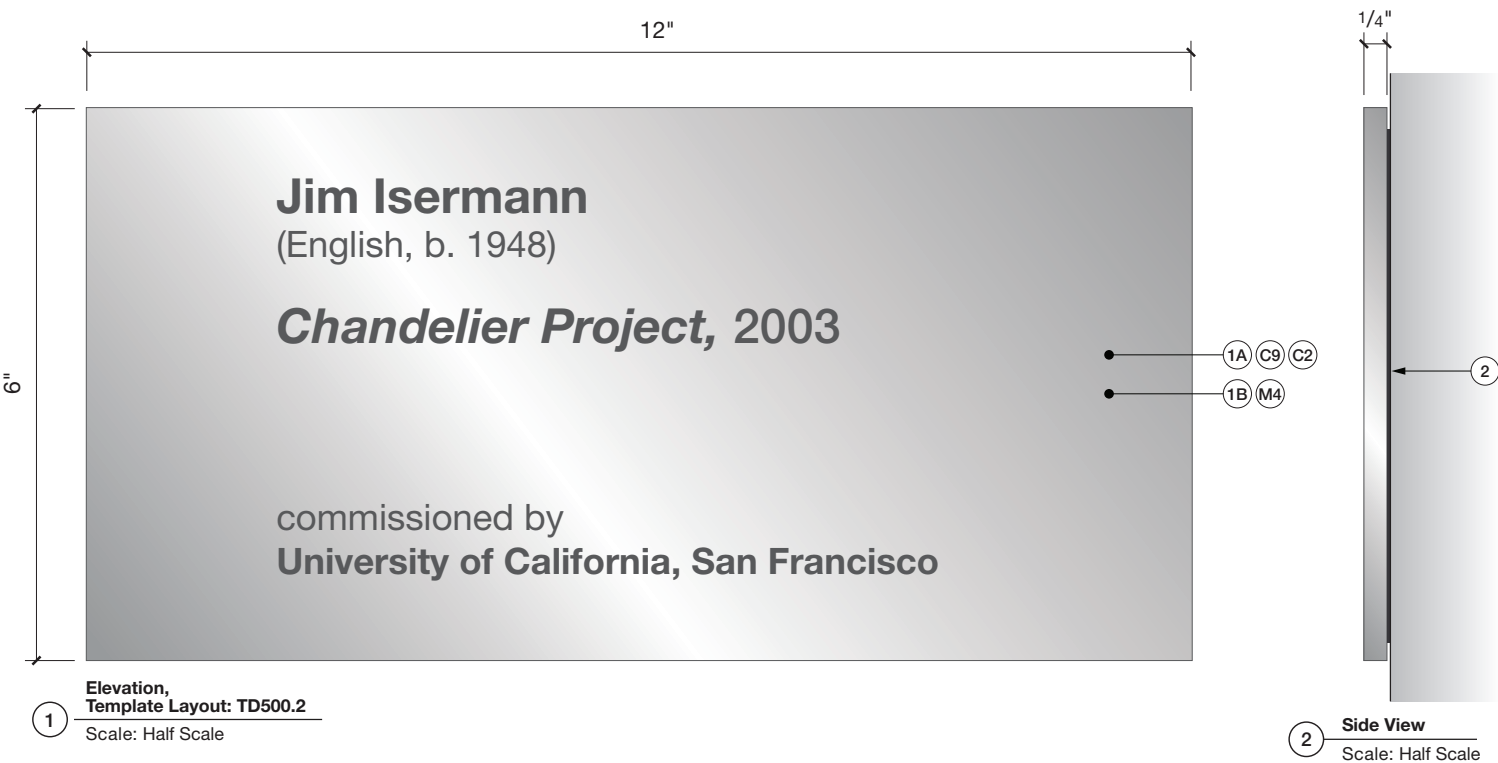 12"
1/4"
6"
Jim Isermann
(English, b. 1948)
Chandelier Project, 2003
1A C9 C2
2
1B M4
commissioned by
University of California, San Francisco
1
Elevation,
Template Layout: TD500.2
Scale: Half Scale
2
Side View
Scale: Half Scale